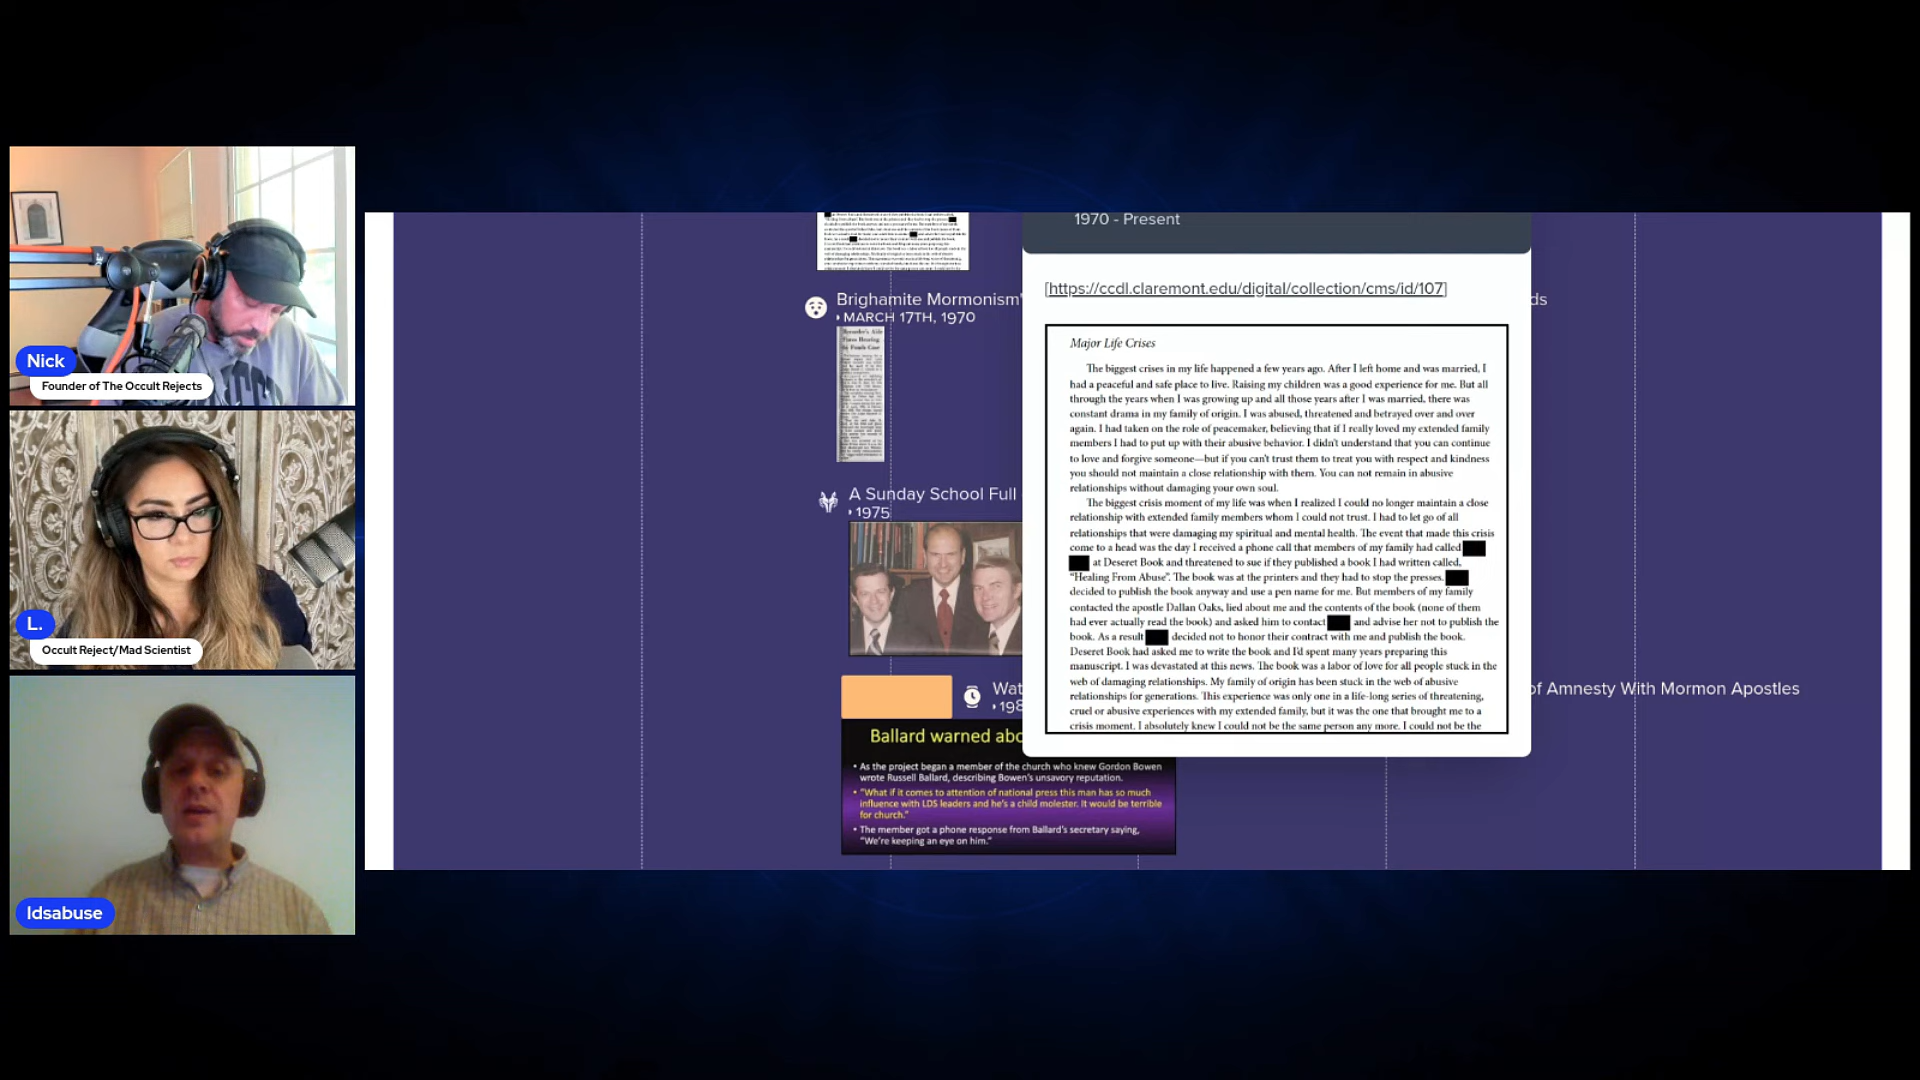 Nick
Founder of The Occult Rejects
L.
Occult Reject/Mad Scientist
ldsabuse
1970 - Present
[https://ccdl.claremont.edu/digital/collection/cms/id/107]
Brighamite Mormonism'
ds
MARCH 17TH, 1970
A Sunday School Full
1975
Wat
of Amnesty With Mormon Apostles
198
Ballard warned abo
• As the project began a member of the church who knew Gordon Bowen
wrote Russell Ballard, describing Bowen's unsavory reputation.
• "What if it comes to attention of national press this man has so much
influence with LDS leaders and he's a child molester. It would be terrible
for church."
• The member got a phone response from Ballard's secretary saying,
"We're keeping an eye on him."
Major Life Crises
The biggest crises in my life happened a few years ago. After I left home and was married, I
had a peaceful and safe place to live. Raising my children was a good experience for me. But all
through the years when I was growing up and all those years after I was married, there was
constant drama in my family of origin. I was abused, threatened and betrayed over and over
again. I had taken on the role of peacemaker, believing that if I really loved my extended family
members I had to put up with their abusive behavior. I didn't understand that you can continue
to love and forgive someone—but if you can't trust them to treat you with respect and kindness
you should not maintain a close relationship with them. You can not remain in abusive
relationships without damaging your own soul.
The biggest crisis moment of my life was when I realized I could no longer maintain a close
relationship with extended family members whom I could not trust. I had to let go of all
relationships that were damaging my spiritual and mental health. The event that made this crisis
come to a head was the day I received a phone call that members of my family had called
at Deseret Book and threatened to sue if they published a book I had written called,
"Healing From Abuse". The book was at the printers and they had to stop the presses.
decided to publish the book anyway and use a pen name for me. But members of my family
contacted the apostle Dallan Oaks, lied about me and the contents of the book (none of them
had ever actually read the book) and asked him to contact and advise her not to publish the
book. As a result decided not to honor their contract with me and publish the book.
Deseret Book had asked me to write the book and I'd spent many years preparing this
manuscript. I was devastated at this news. The book was a labor of love for all people stuck in the
web of damaging relationships. My family of origin has been stuck in the web of abusive
relationships for generations. This experience was only one in a life-long series of threatening,
cruel or abusive experiences with my extended family, but it was the one that brought me to a
crisis moment. I absolutely knew I could not be the same person any more. I could not be the